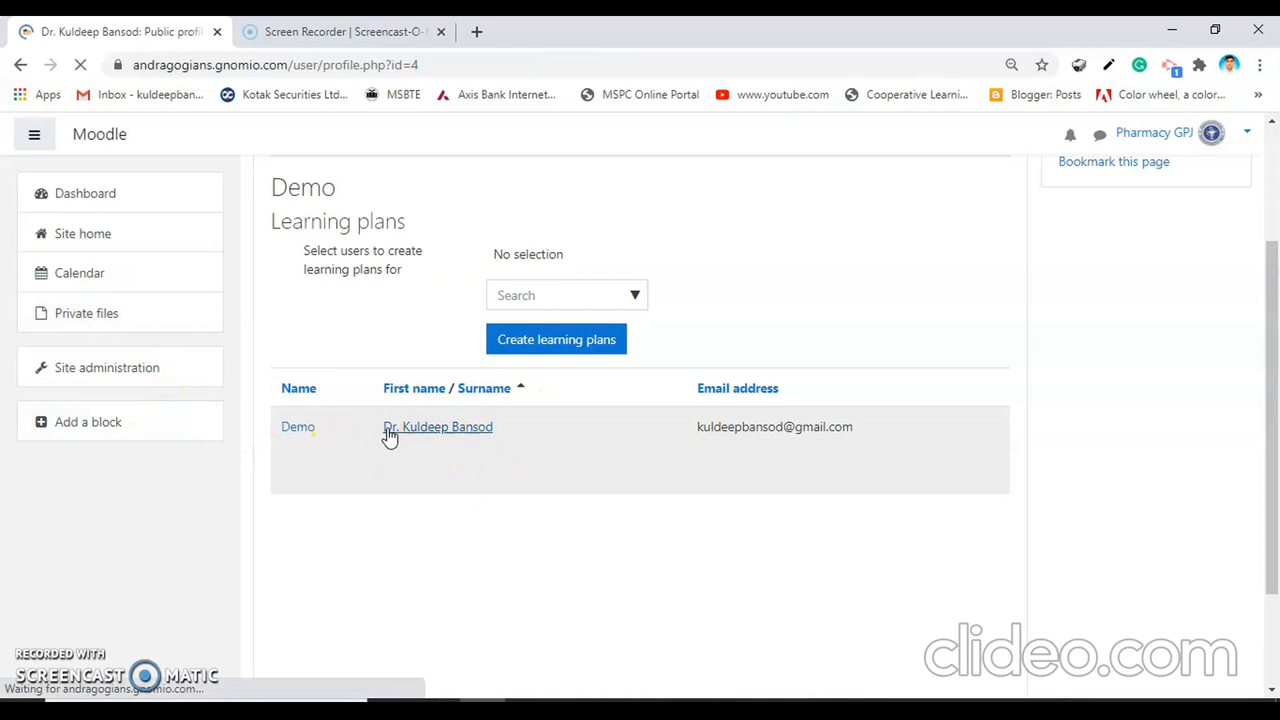 Dr. Kuldeep Bansod: Public profi
Screen Recorder | Screencast-O-
andragogians.gnomio.com/user/profile.php?id=4
1
Apps
Inbox - kuldeepban...
Kotak Securities Ltd...
MSBTE
Axis Bank Internet...
MSPC Online Portal
www.youtube.com
Cooperative Learni...
Blogger: Posts
Color wheel, a color...
»
Moodle
Pharmacy GPJ
Bookmark this page
Dashboard
Site home
Calendar
Private files
Site administration
Add a block
Demo
Learning plans
Select users to create
learning plans for
No selection
Search ▼
Create learning plans
Name First name / Surname Email address
Demo Dr. Kuldeep Bansod kuldeepbansod@gmail.com
RECORDED WITH
SCREENCAST MATIC
Waiting for andragogians.gnomio.com...
clideo.com